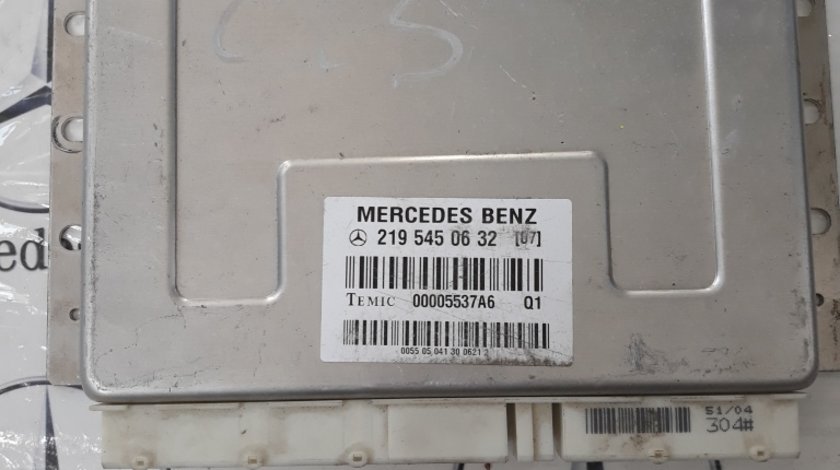 MERCEDES BENZ
219 545 06 32 [07]
TEMIC 00005537A6 Q1
0055 05 041 30 0621 2
51/04
304#
ed